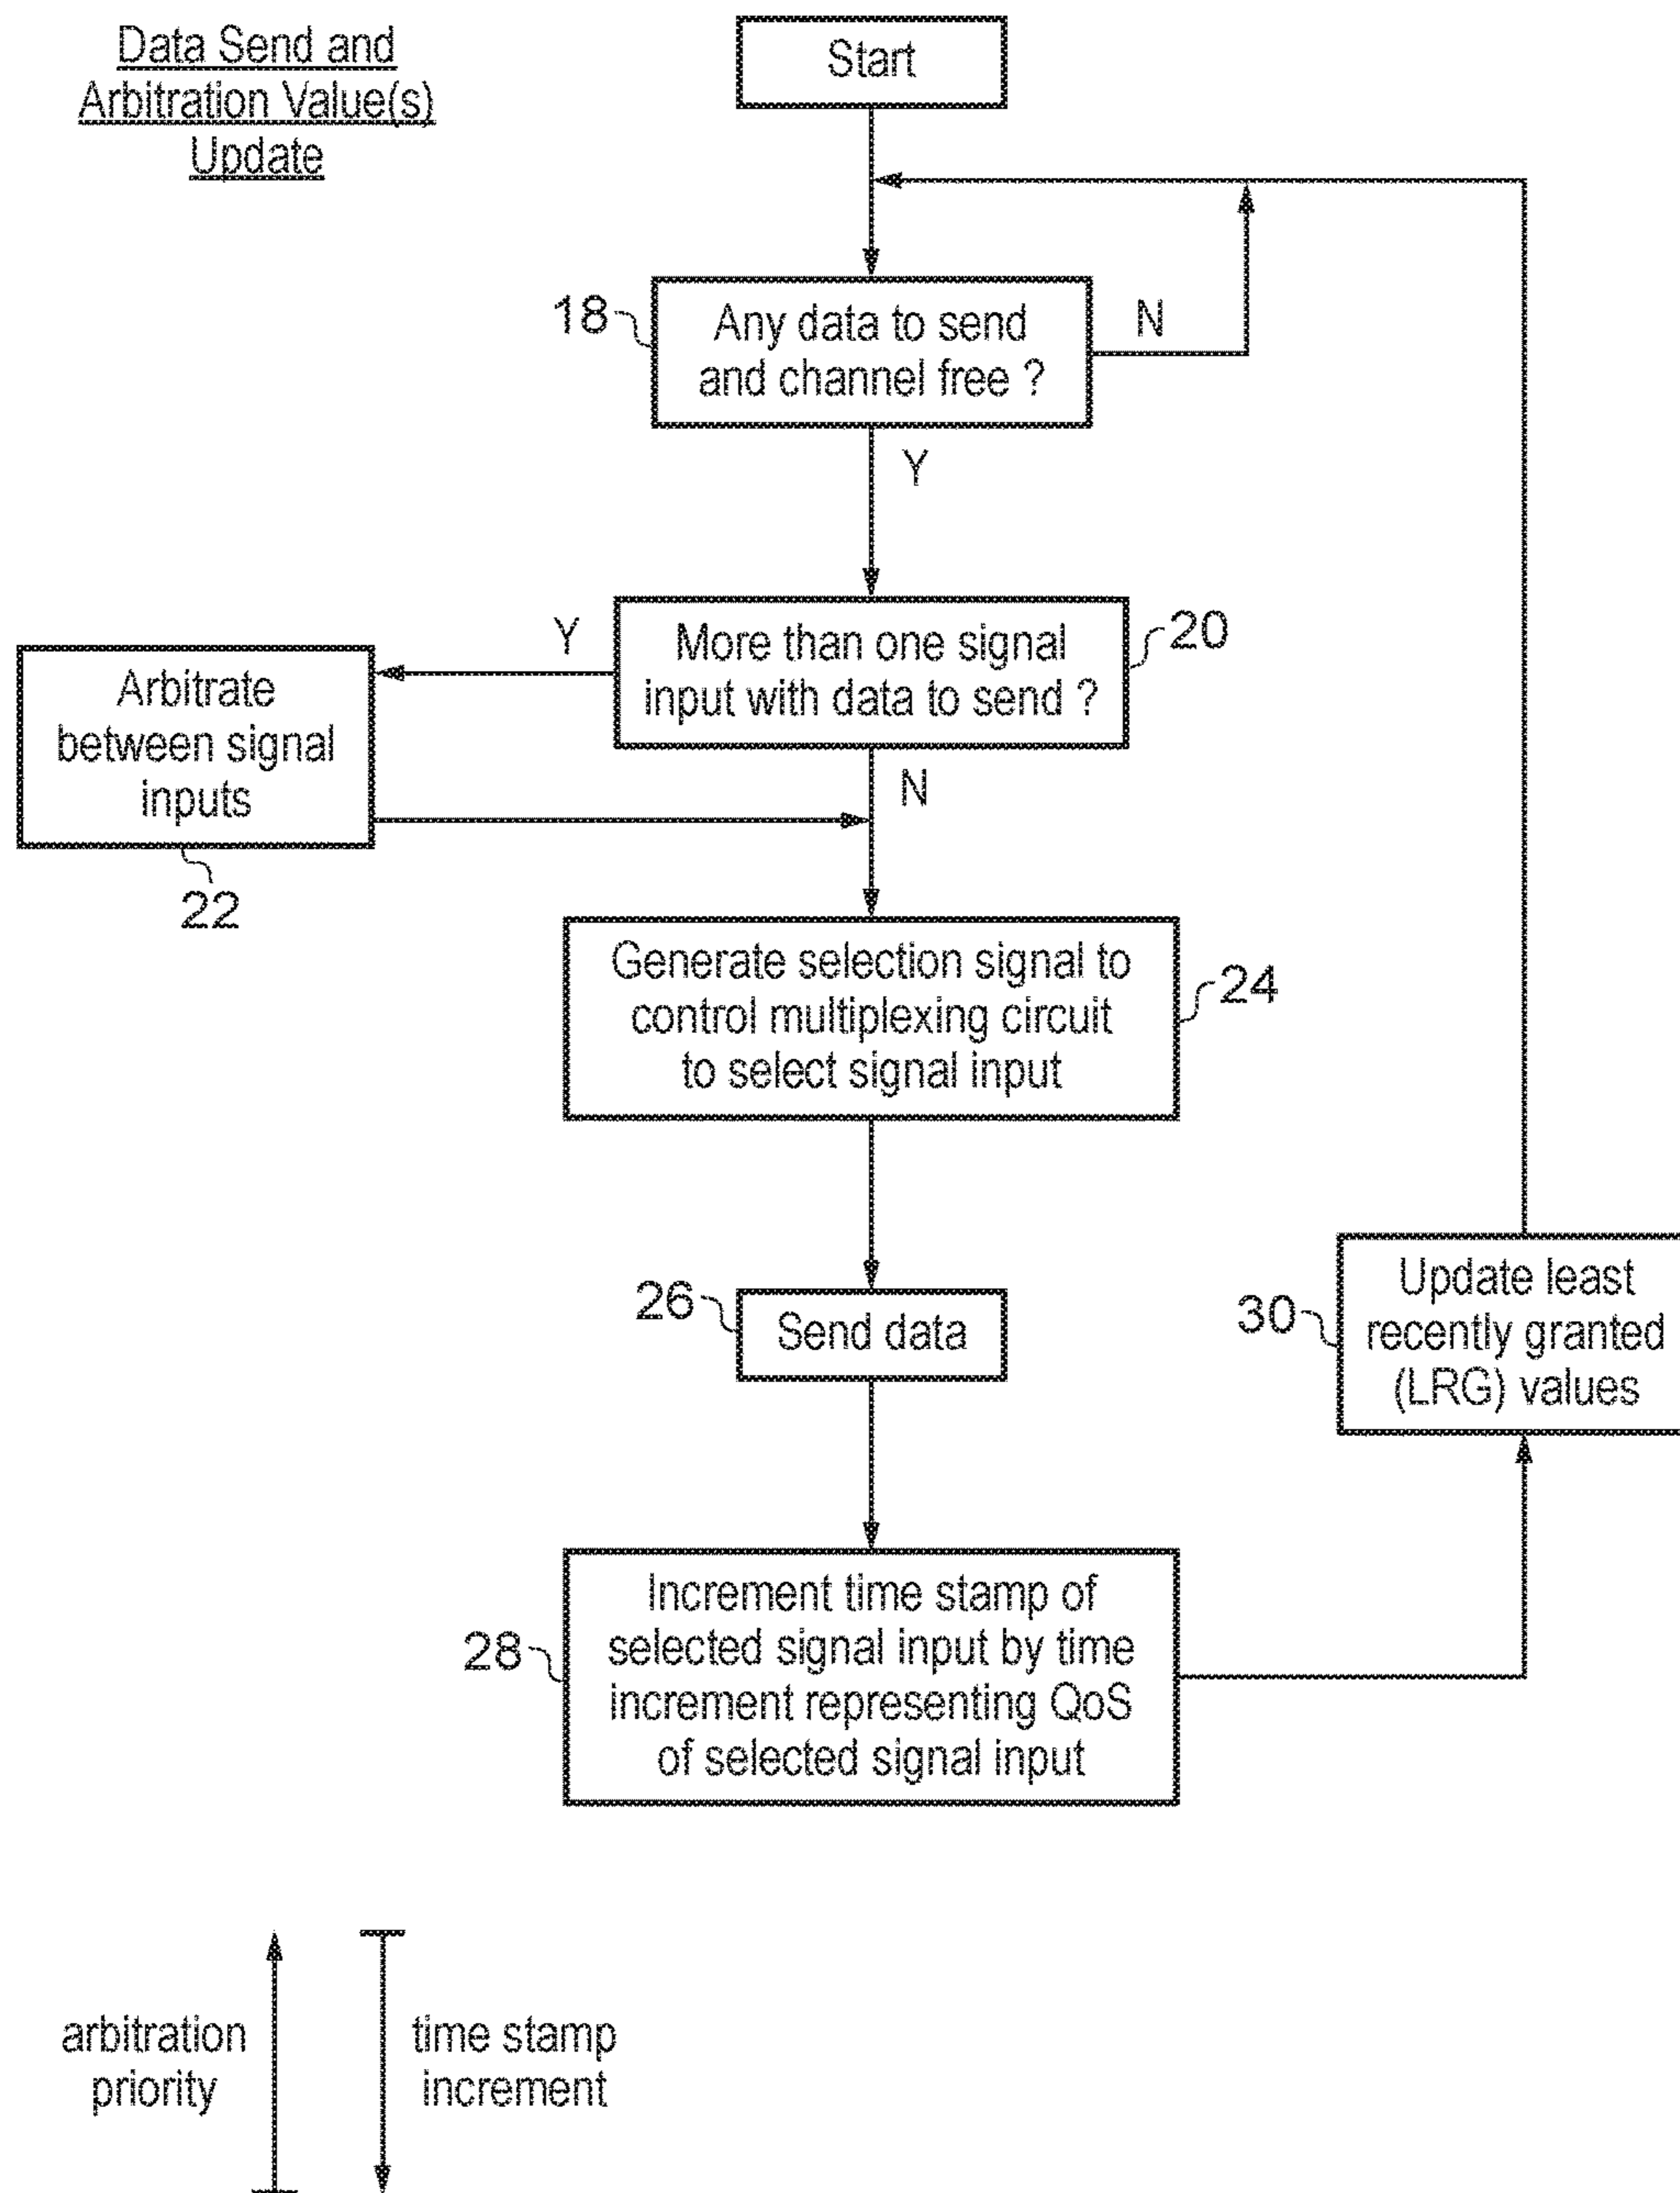 Data Send and
Arbitration Value(s)
Update
Start
18
Any data to send
and channel free ?
N
Y
More than one signal
input with data to send ?
20
Y
N
Arbitrate
between signal
inputs
22
Generate selection signal to
control multiplexing circuit
to select signal input
24
26
Send data
30
Update least
recently granted
(LRG) values
28
Increment time stamp of
selected signal input by time
increment representing QoS
of selected signal input
arbitration
priority
time stamp
increment